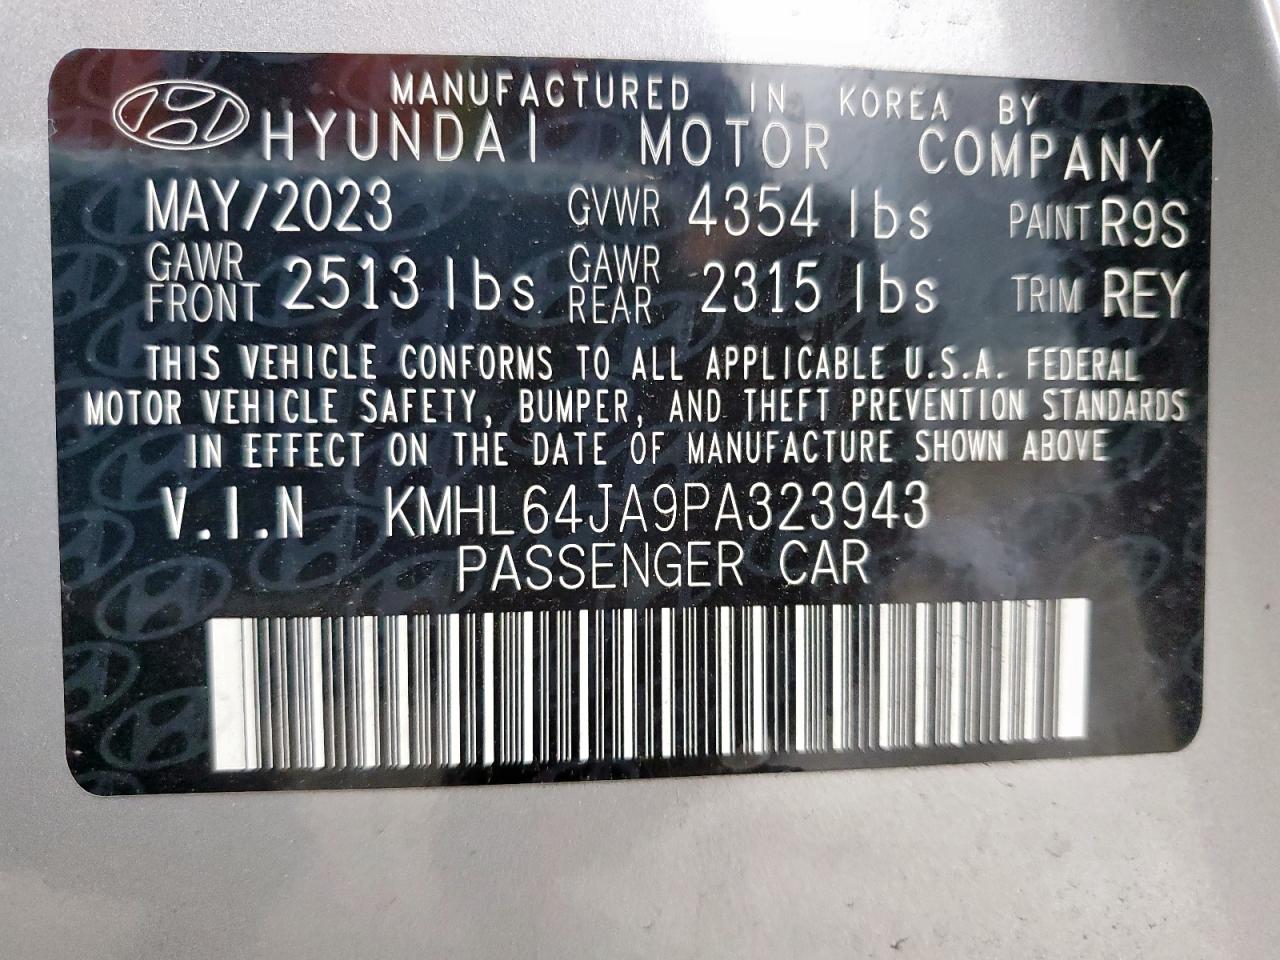 MANUFACTURED IN KOREA BY
HYUNDAI MOTOR COMPANY
MAY/2023 GVWR 4354 lbs PAINT R9S
GAWR FRONT 2513 lbs GAWR REAR 2315 lbs TRIM REY
THIS VEHICLE CONFORMS TO ALL APPLICABLE U.S.A. FEDERAL
MOTOR VEHICLE SAFETY, BUMPER, AND THEFT PREVENTION STANDARDS
IN EFFECT ON THE DATE OF MANUFACTURE SHOWN ABOVE
V.I.N KMHL64JA9PA323943
PASSENGER CAR